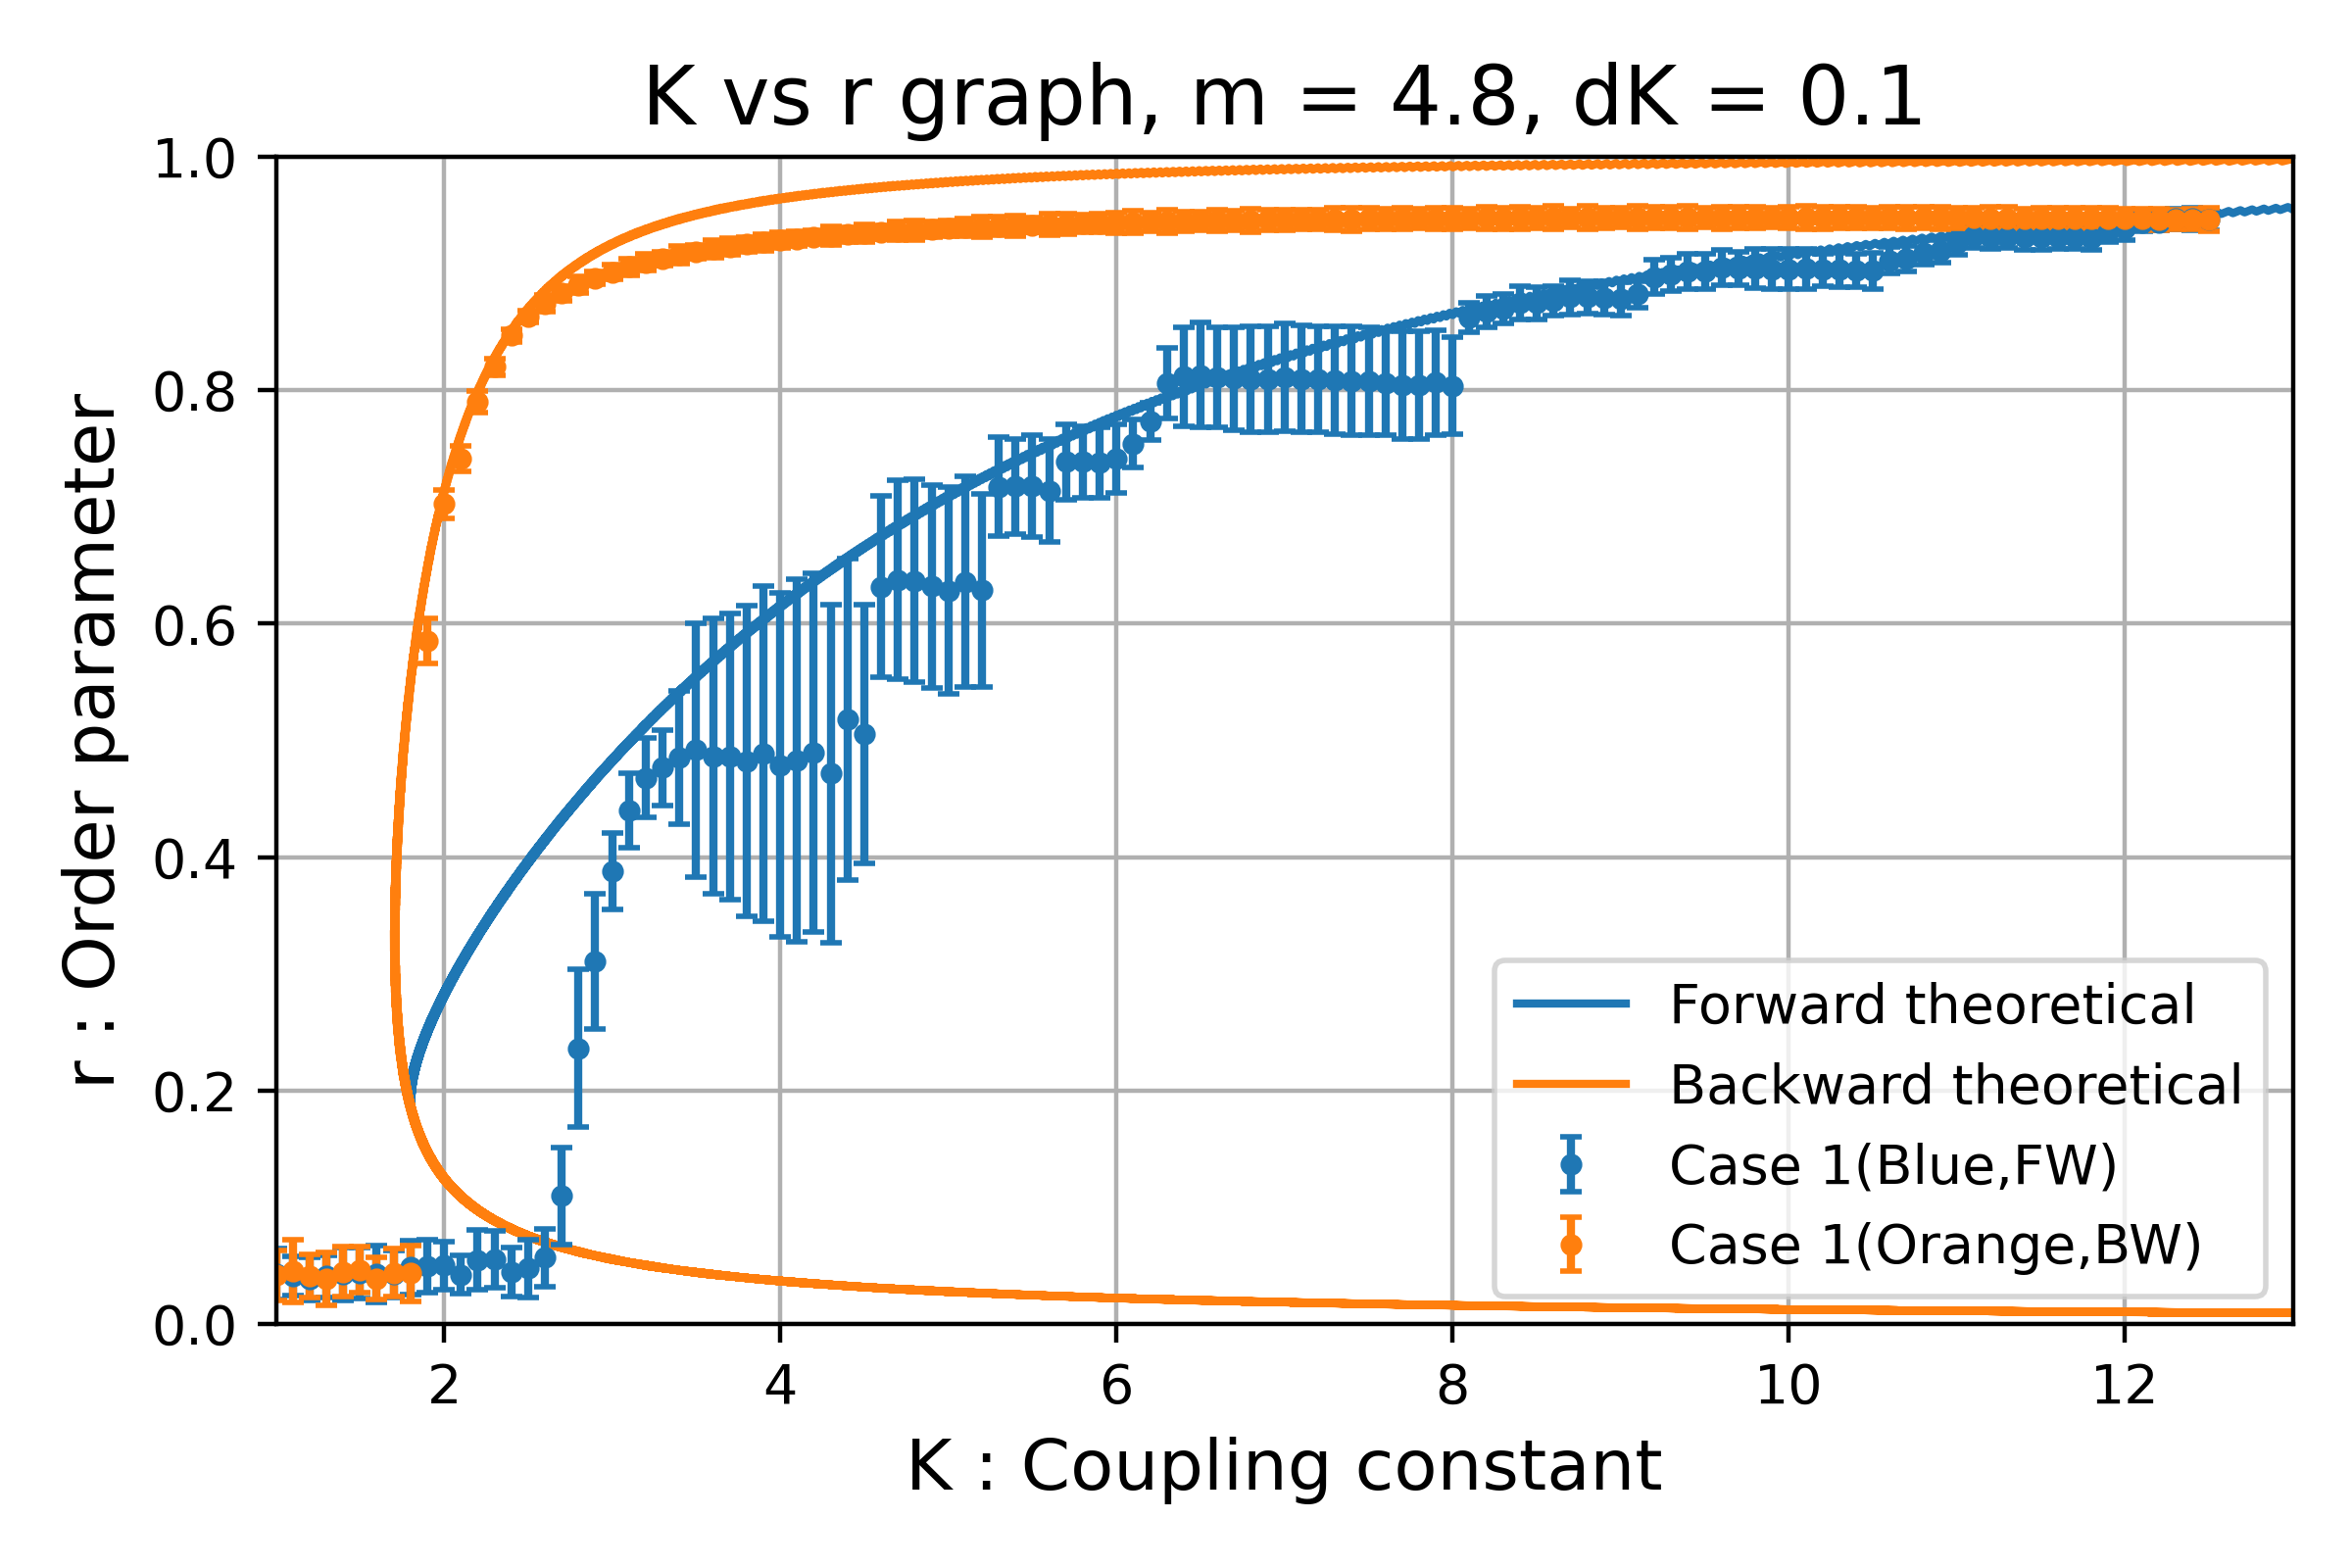 K vs r graph, m = 4.8, dK = 0.1
1.0
0.8
0.6
0.4
0.2
0.0
r : Order parameter
Forward theoretical
Backward theoretical
Case 1(Blue,FW)
Case 1(Orange,BW)
2 4 6 8 10 12
K : Coupling constant